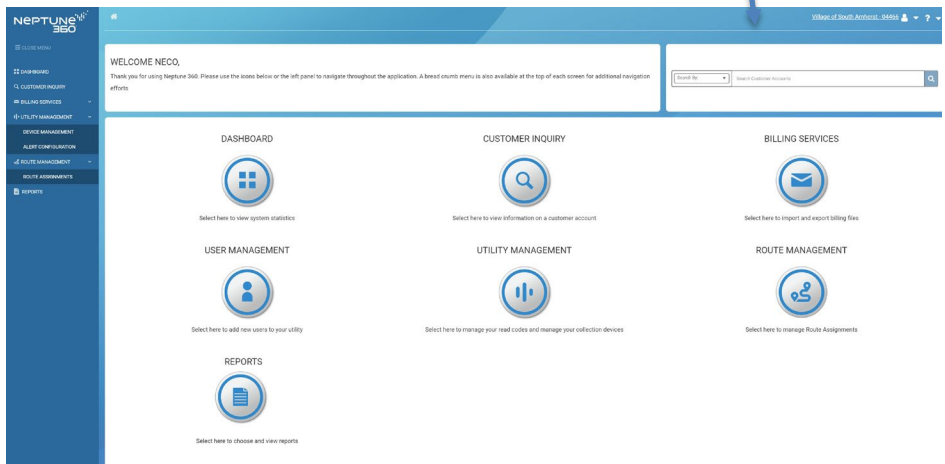 NEPTUNE
360
Village of South Amherst - 04466
?
CLOSE MENU
DASHBOARD
CUSTOMER INQUIRY
BILLING SERVICES
UTILITY MANAGEMENT
DEVICE MANAGEMENT
ALERT CONFIGURATION
ROUTE MANAGEMENT
ROUTE ASSIGNMENTS
REPORTS
WELCOME NECO,
Thank you for using Neptune 360. Please use the icons below or the left panel to navigate throughout the application. A bread crumb menu is also available at the top of each screen for additional navigation
efforts
Search By
Search Customer Accounts
DASHBOARD
Select here to view system statistics
CUSTOMER INQUIRY
Select here to view information on a customer account
BILLING SERVICES
Select here to import and export billing files
USER MANAGEMENT
Select here to add new users to your utility
UTILITY MANAGEMENT
Select here to manage your read codes and manage your collection devices
ROUTE MANAGEMENT
Select here to manage Route Assignments
REPORTS
Select here to choose and view reports